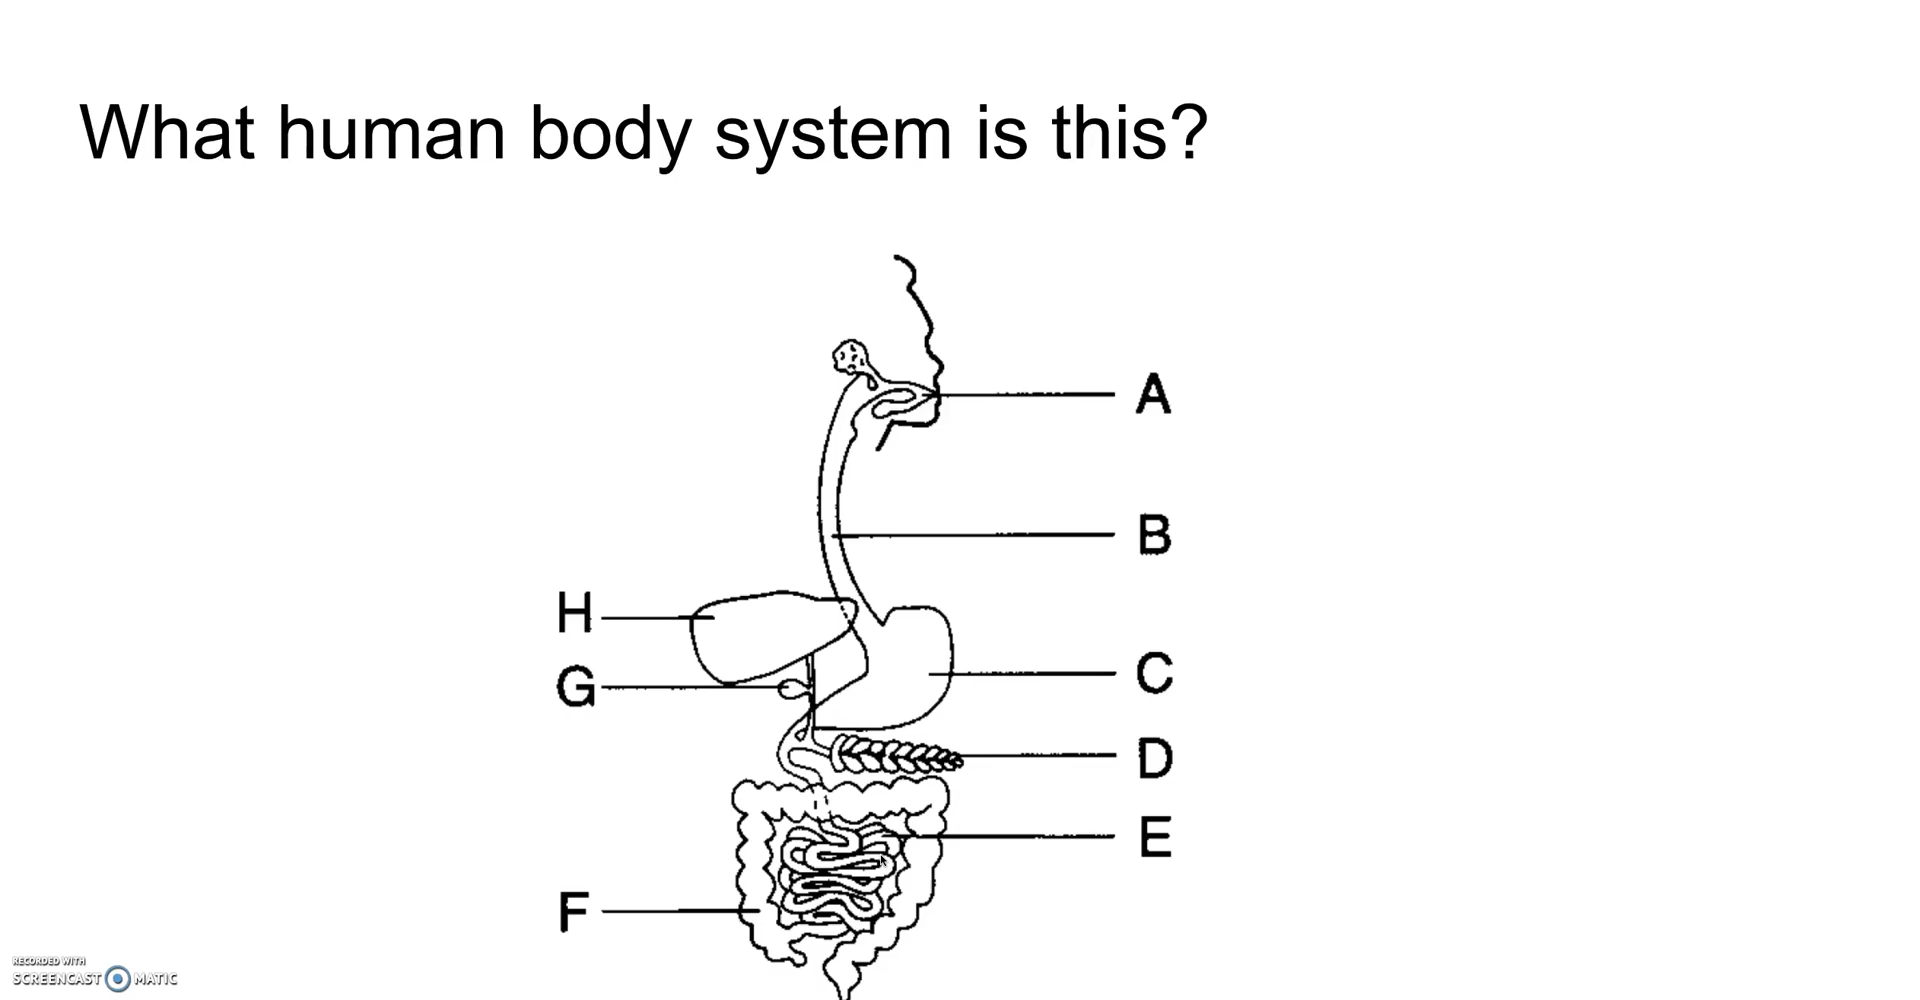 What human body system is this?
A
B
H
C
G
D
E
F
RECORDED WITH
SCREENCAST MATIC